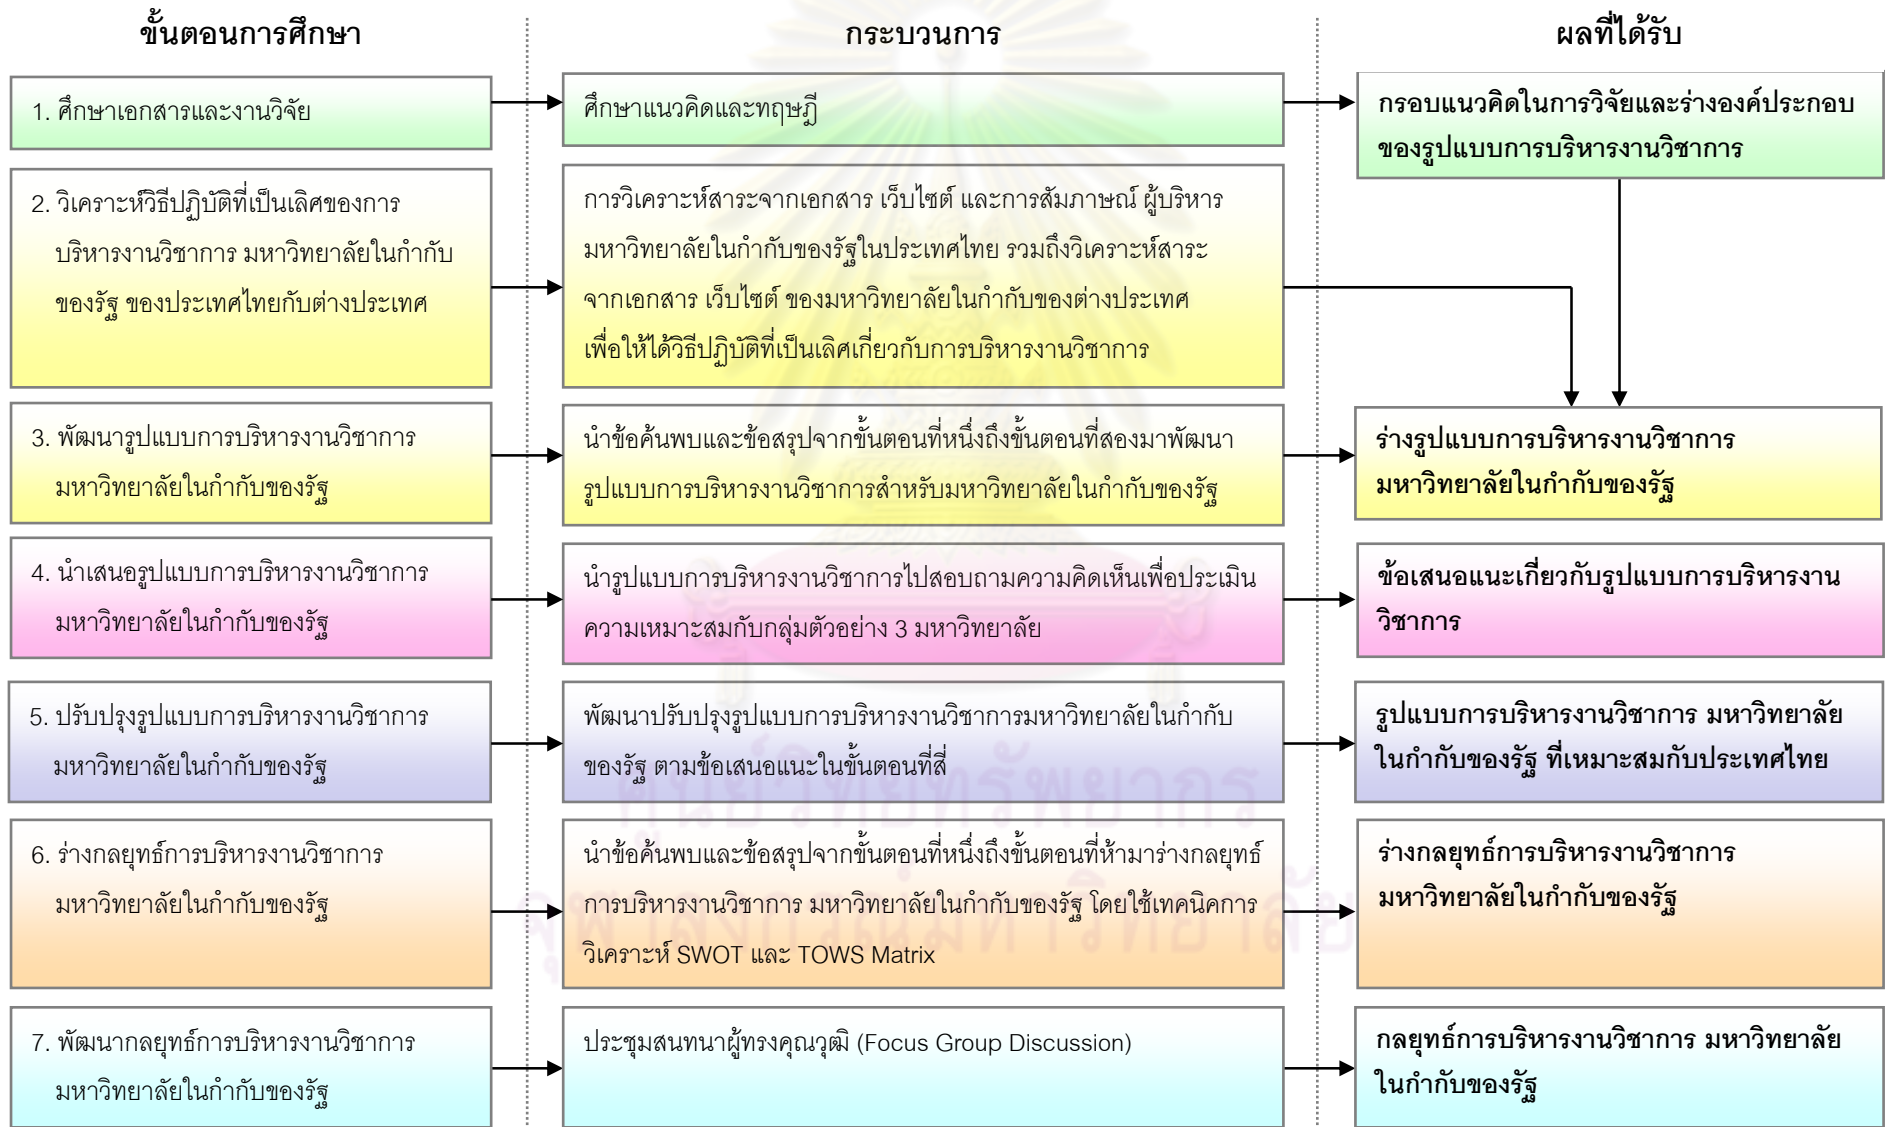 ขั้นตอนการศึกษา
กระบวนการ
ผลที่ได้รับ
1. ศึกษาเอกสารและงานวิจัย
ศึกษาแนวคิดและทฤษฎี
กรอบแนวคิดในการวิจัยและร่างองค์ประกอบ
ของรูปแบบการบริหารงานวิชาการ
2. วิเคราะห์วิธีปฏิบัติที่เป็นเลิศของการ
บริหารงานวิชาการ มหาวิทยาลัยในกำกับ
ของรัฐ ของประเทศไทยกับต่างประเทศ
การวิเคราะห์สาระจากเอกสาร เว็บไซต์ และการสัมภาษณ์ ผู้บริหาร
มหาวิทยาลัยในกำกับของรัฐในประเทศไทย รวมถึงวิเคราะห์สาระ
จากเอกสาร เว็บไซต์ ของมหาวิทยาลัยในกำกับของต่างประเทศ
เพื่อให้ได้วิธีปฏิบัติที่เป็นเลิศเกี่ยวกับการบริหารงานวิชาการ
3. พัฒนารูปแบบการบริหารงานวิชาการ
มหาวิทยาลัยในกำกับของรัฐ
นำข้อค้นพบและข้อสรุปจากขั้นตอนที่หนึ่งถึงขั้นตอนที่สองมาพัฒนา
รูปแบบการบริหารงานวิชาการสำหรับมหาวิทยาลัยในกำกับของรัฐ
ร่างรูปแบบการบริหารงานวิชาการ
มหาวิทยาลัยในกำกับของรัฐ
4. นำเสนอรูปแบบการบริหารงานวิชาการ
มหาวิทยาลัยในกำกับของรัฐ
นำรูปแบบการบริหารงานวิชาการไปสอบถามความคิดเห็นเพื่อประเมิน
ความเหมาะสมกับกลุ่มตัวอย่าง 3 มหาวิทยาลัย
ข้อเสนอแนะเกี่ยวกับรูปแบบการบริหารงาน
วิชาการ
5. ปรับปรุงรูปแบบการบริหารงานวิชาการ
มหาวิทยาลัยในกำกับของรัฐ
พัฒนาปรับปรุงรูปแบบการบริหารงานวิชาการมหาวิทยาลัยในกำกับ
ของรัฐ ตามข้อเสนอแนะในขั้นตอนที่สี่
รูปแบบการบริหารงานวิชาการ มหาวิทยาลัย
ในกำกับของรัฐ ที่เหมาะสมกับประเทศไทย
ศูนย์วิทยทรัพยากร
6. ร่างกลยุทธ์การบริหารงานวิชาการ
มหาวิทยาลัยในกำกับของรัฐ
นำข้อค้นพบและข้อสรุปจากขั้นตอนที่หนึ่งถึงขั้นตอนที่ห้ามาร่างกลยุทธ์
การบริหารงานวิชาการ มหาวิทยาลัยในกำกับของรัฐ โดยใช้เทคนิคการ
วิเคราะห์ SWOT และ TOWS Matrix
ร่างกลยุทธ์การบริหารงานวิชาการ
มหาวิทยาลัยในกำกับของรัฐ
จุฬาลงกรณ์มหาวิทยาลัย
7. พัฒนากลยุทธ์การบริหารงานวิชาการ
มหาวิทยาลัยในกำกับของรัฐ
ประชุมสนทนาผู้ทรงคุณวุฒิ (Focus Group Discussion)
กลยุทธ์การบริหารงานวิชาการ มหาวิทยาลัย
ในกำกับของรัฐ